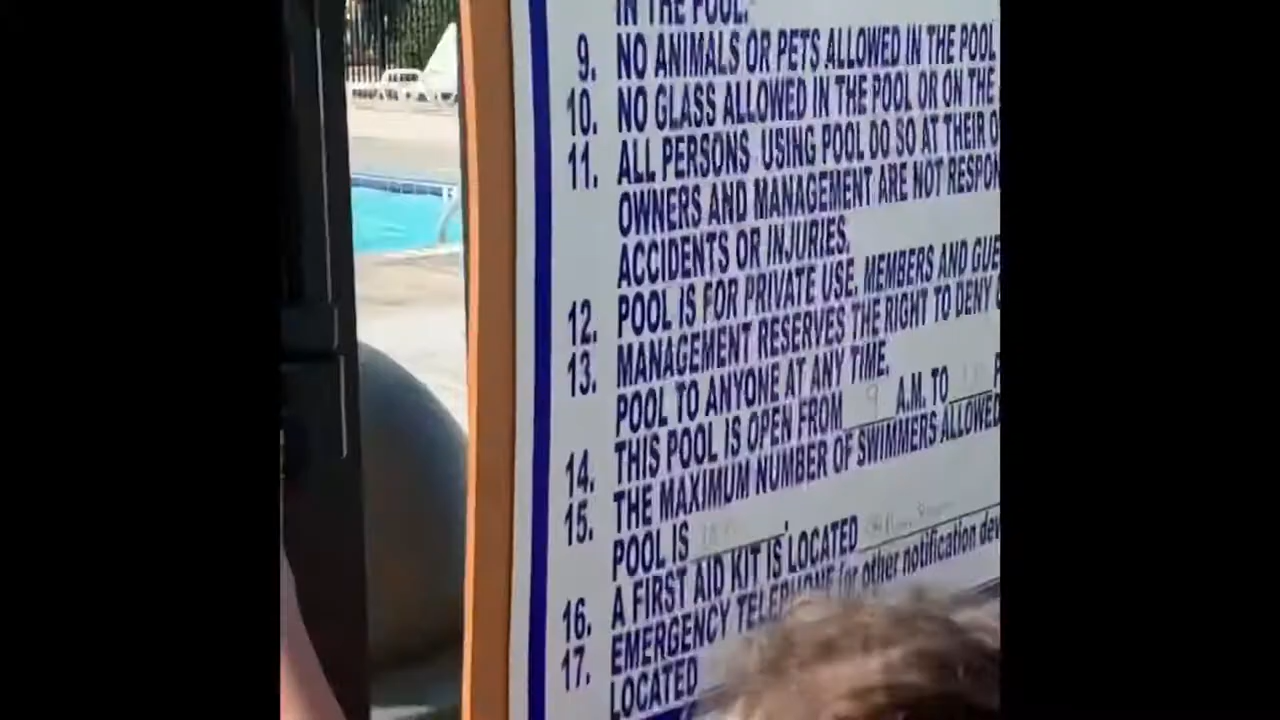 IN THE POOL.
9. NO ANIMALS OR PETS ALLOWED IN THE POOL
10. NO GLASS ALLOWED IN THE POOL OR ON THE
11. ALL PERSONS USING POOL DO SO AT THEIR
OWNERS AND MANAGEMENT ARE NOT RESPON
ACCIDENTS OR INJURIES.
12. POOL IS FOR PRIVATE USE. MEMBERS AND GUE
13. MANAGEMENT RESERVES THE RIGHT TO DENY
POOL TO ANYONE AT ANY TIME.
14. THIS POOL IS OPEN FROM 9 A.M. TO
15. THE MAXIMUM NUMBER OF SWIMMERS ALLOWED
POOL IS
16. A FIRST AID KIT IS LOCATED
17. EMERGENCY TELEPHONE (or other notification dev
LOCATED